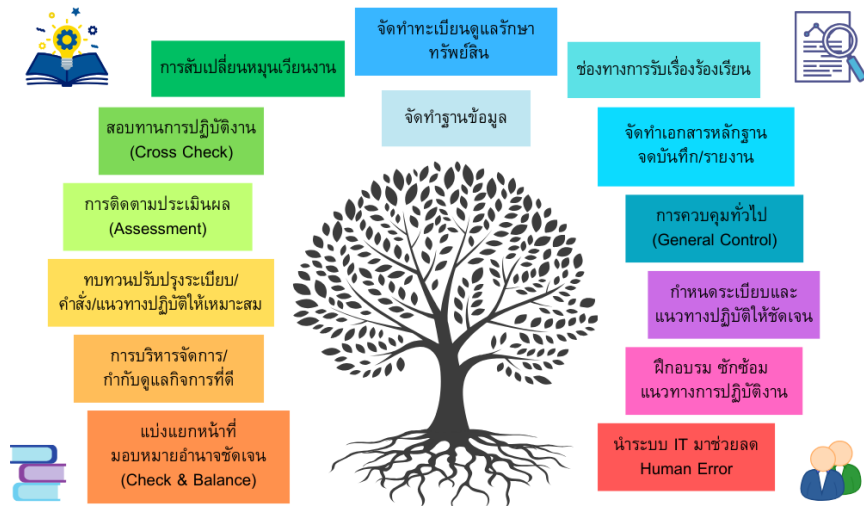 จัดทำทะเบียนดูแลรักษา
ทรัพย์สิน
การสับเปลี่ยนหมุนเวียนงาน
ช่องทางการรับเรื่องร้องเรียน
จัดทำฐานข้อมูล
สอบทานการปฏิบัติงาน
(Cross Check)
จัดทำเอกสารหลักฐาน
จดบันทึก/รายงาน
การติดตามประเมินผล
(Assessment)
การควบคุมทั่วไป
(General Control)
ทบทวนปรับปรุงระเบียบ/
คำสั่ง/แนวทางปฏิบัติให้เหมาะสม
กำหนดระเบียบและ
แนวทางปฏิบัติให้ชัดเจน
การบริหารจัดการ/
กำกับดูแลกิจการที่ดี
ฝึกอบรม ซักซ้อม
แนวทางการปฏิบัติงาน
แบ่งแยกหน้าที่
มอบหมายอำนาจชัดเจน
(Check & Balance)
นำระบบ IT มาช่วยลด
Human Error